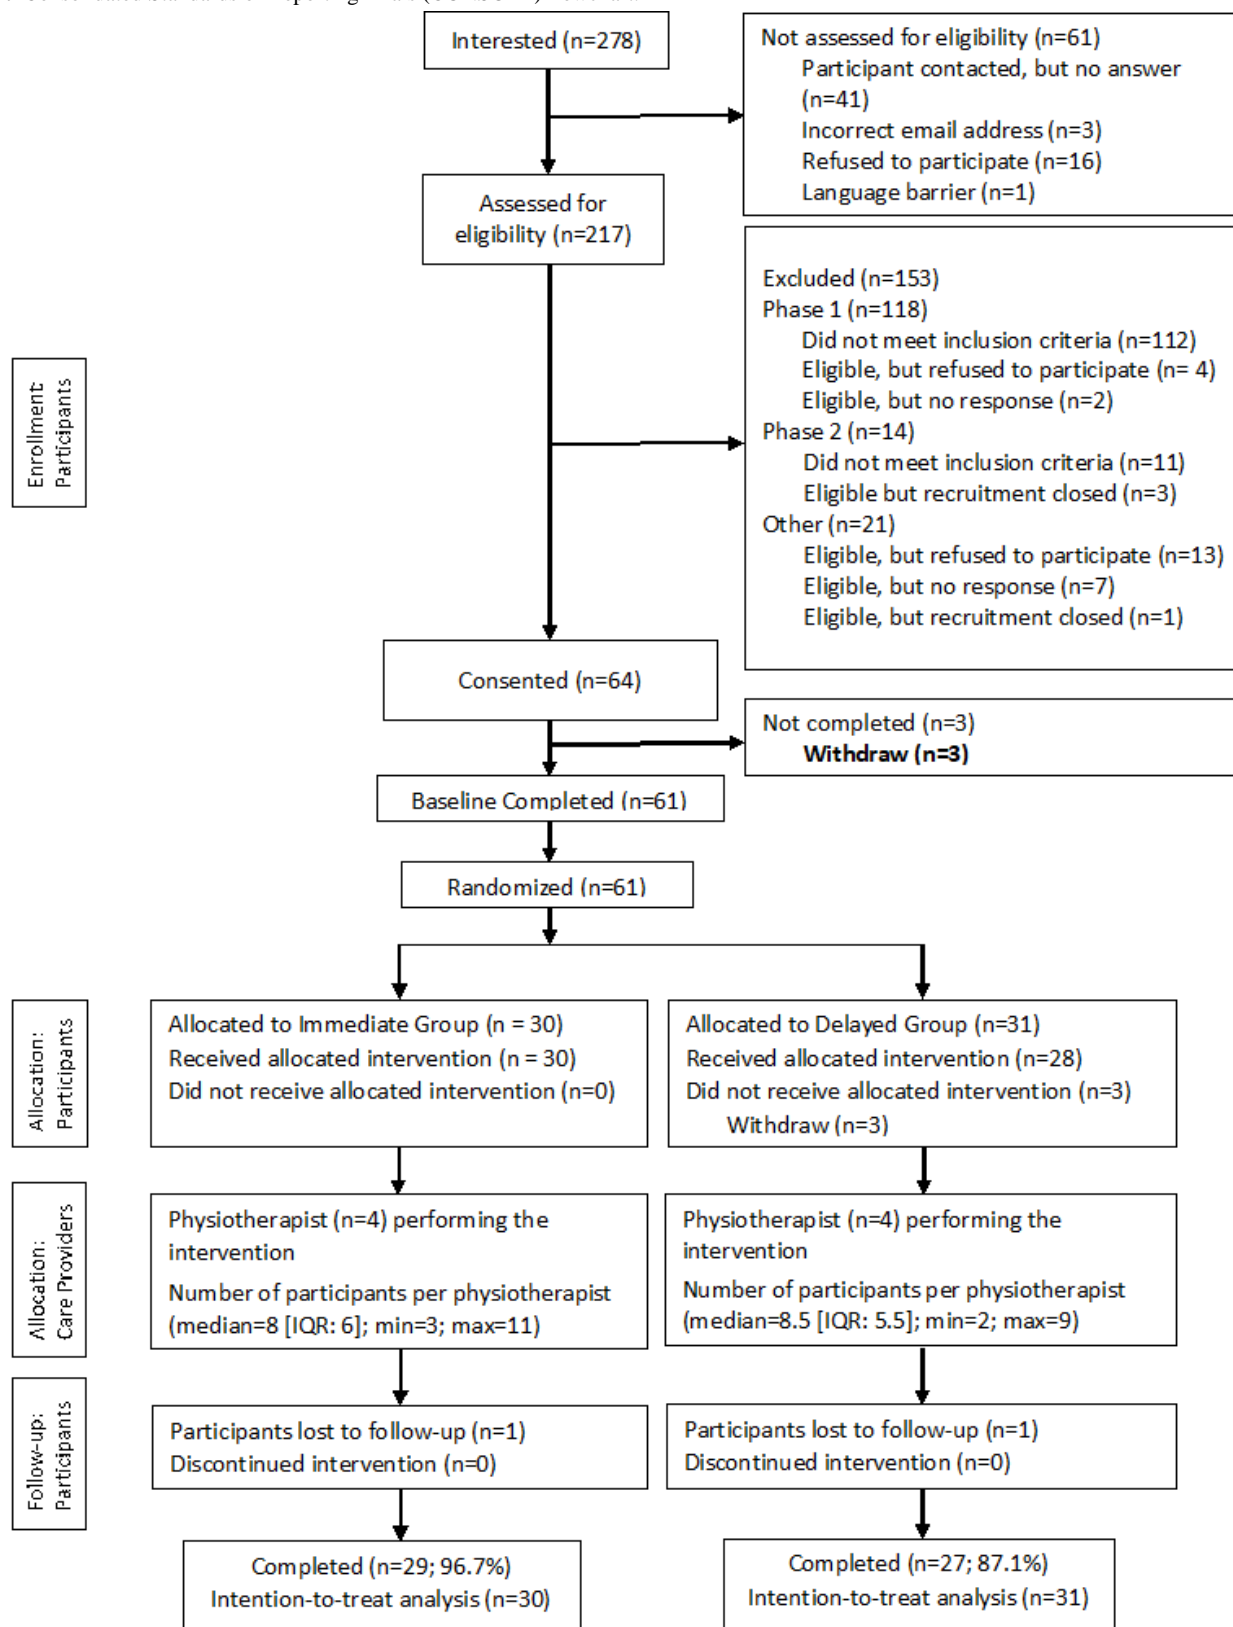 Interested (n=278)
Not assessed for eligibility (n=61)
Participant contacted, but no answer
(n=41)
Incorrect email address (n=3)
Refused to participate (n=16)
Language barrier (n=1)
Assessed for
eligibility (n=217)
Excluded (n=153)
Phase 1 (n=118)
Did not meet inclusion criteria (n=112)
Eligible, but refused to participate (n= 4)
Eligible, but no response (n=2)
Phase 2 (n=14)
Did not meet inclusion criteria (n=11)
Eligible but recruitment closed (n=3)
Other (n=21)
Eligible, but refused to participate (n=13)
Eligible, but no response (n=7)
Eligible, but recruitment closed (n=1)
Enrollment:
Participants
Consented (n=64)
Not completed (n=3)
Withdraw (n=3)
Baseline Completed (n=61)
Randomized (n=61)
Allocation:
Participants
Allocated to Immediate Group (n = 30)
Received allocated intervention (n = 30)
Did not receive allocated intervention (n=0)
Allocated to Delayed Group (n=31)
Received allocated intervention (n=28)
Did not receive allocated intervention (n=3)
Withdraw (n=3)
Allocation:
Care Providers
Physiotherapist (n=4) performing the
intervention
Number of participants per physiotherapist
(median=8 [IQR: 6]; min=3; max=11)
Physiotherapist (n=4) performing the
intervention
Number of participants per physiotherapist
(median=8.5 [IQR: 5.5]; min=2; max=9)
Follow-up:
Participants
Participants lost to follow-up (n=1)
Discontinued intervention (n=0)
Participants lost to follow-up (n=1)
Discontinued intervention (n=0)
Completed (n=29; 96.7%)
Intention-to-treat analysis (n=30)
Completed (n=27; 87.1%)
Intention-to-treat analysis (n=31)